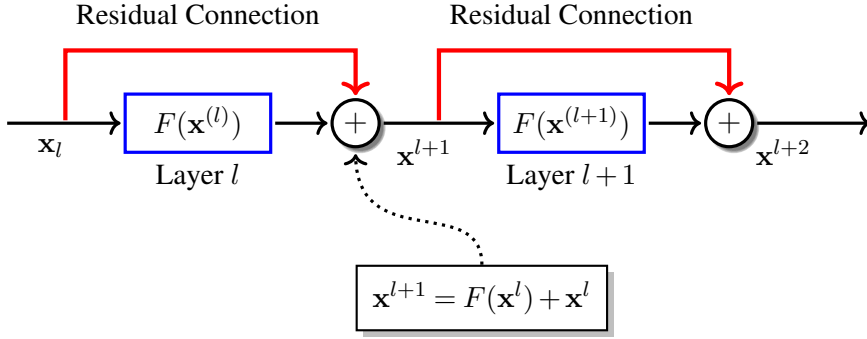 Residual Connection Residual Connection
F(𝐱^{(l)}) + F(𝐱^{(l+1)}) +
𝐱_l 𝐱^{l+1} 𝐱^{l+2}
Layer l Layer l + 1
𝐱^{l+1} = F(𝐱^l) + 𝐱^l